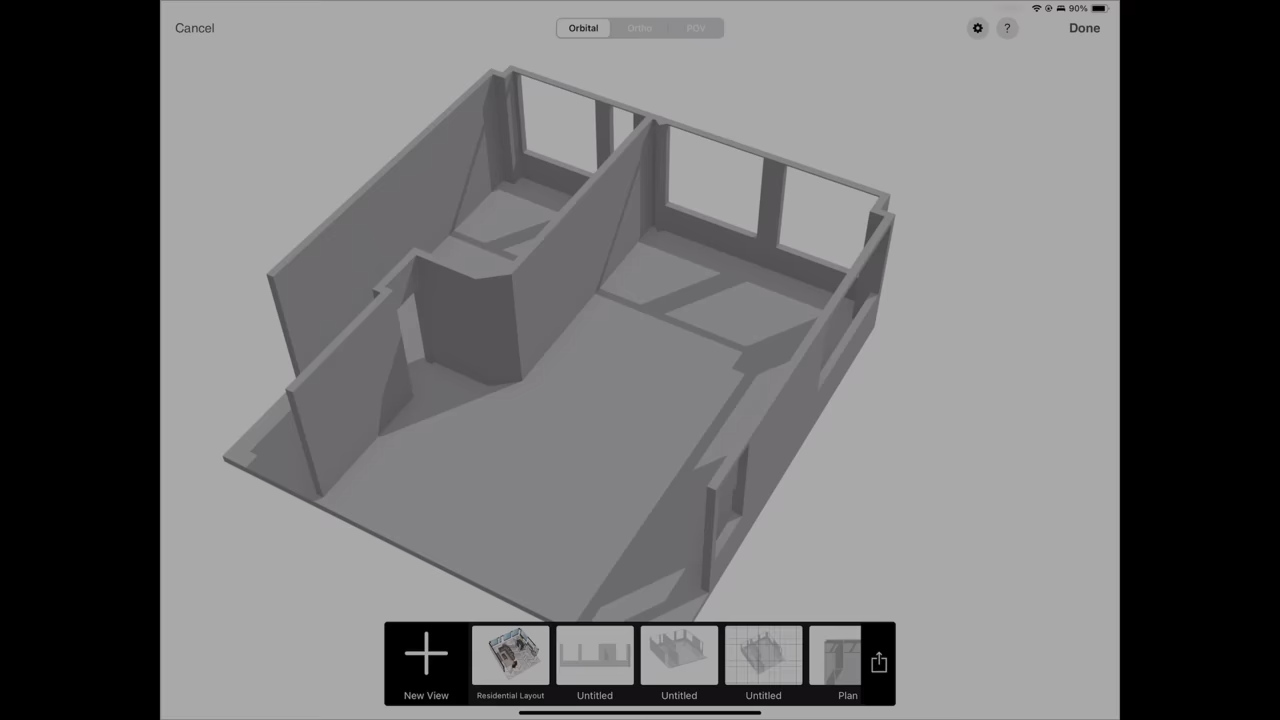 90%
Cancel
Orbital
Ortho
POV
?
Done
New View
Residential Layout
Untitled
Untitled
Untitled
Plan